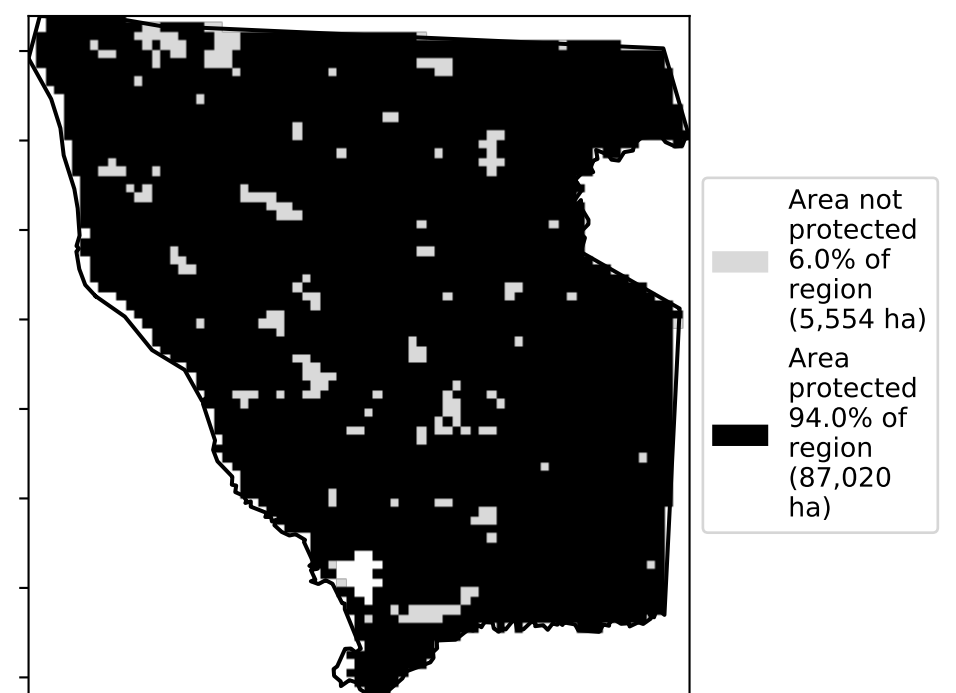 Area not
protected
6.0% of
region
(5,554 ha)
Area
protected
94.0% of
region
(87,020
ha)